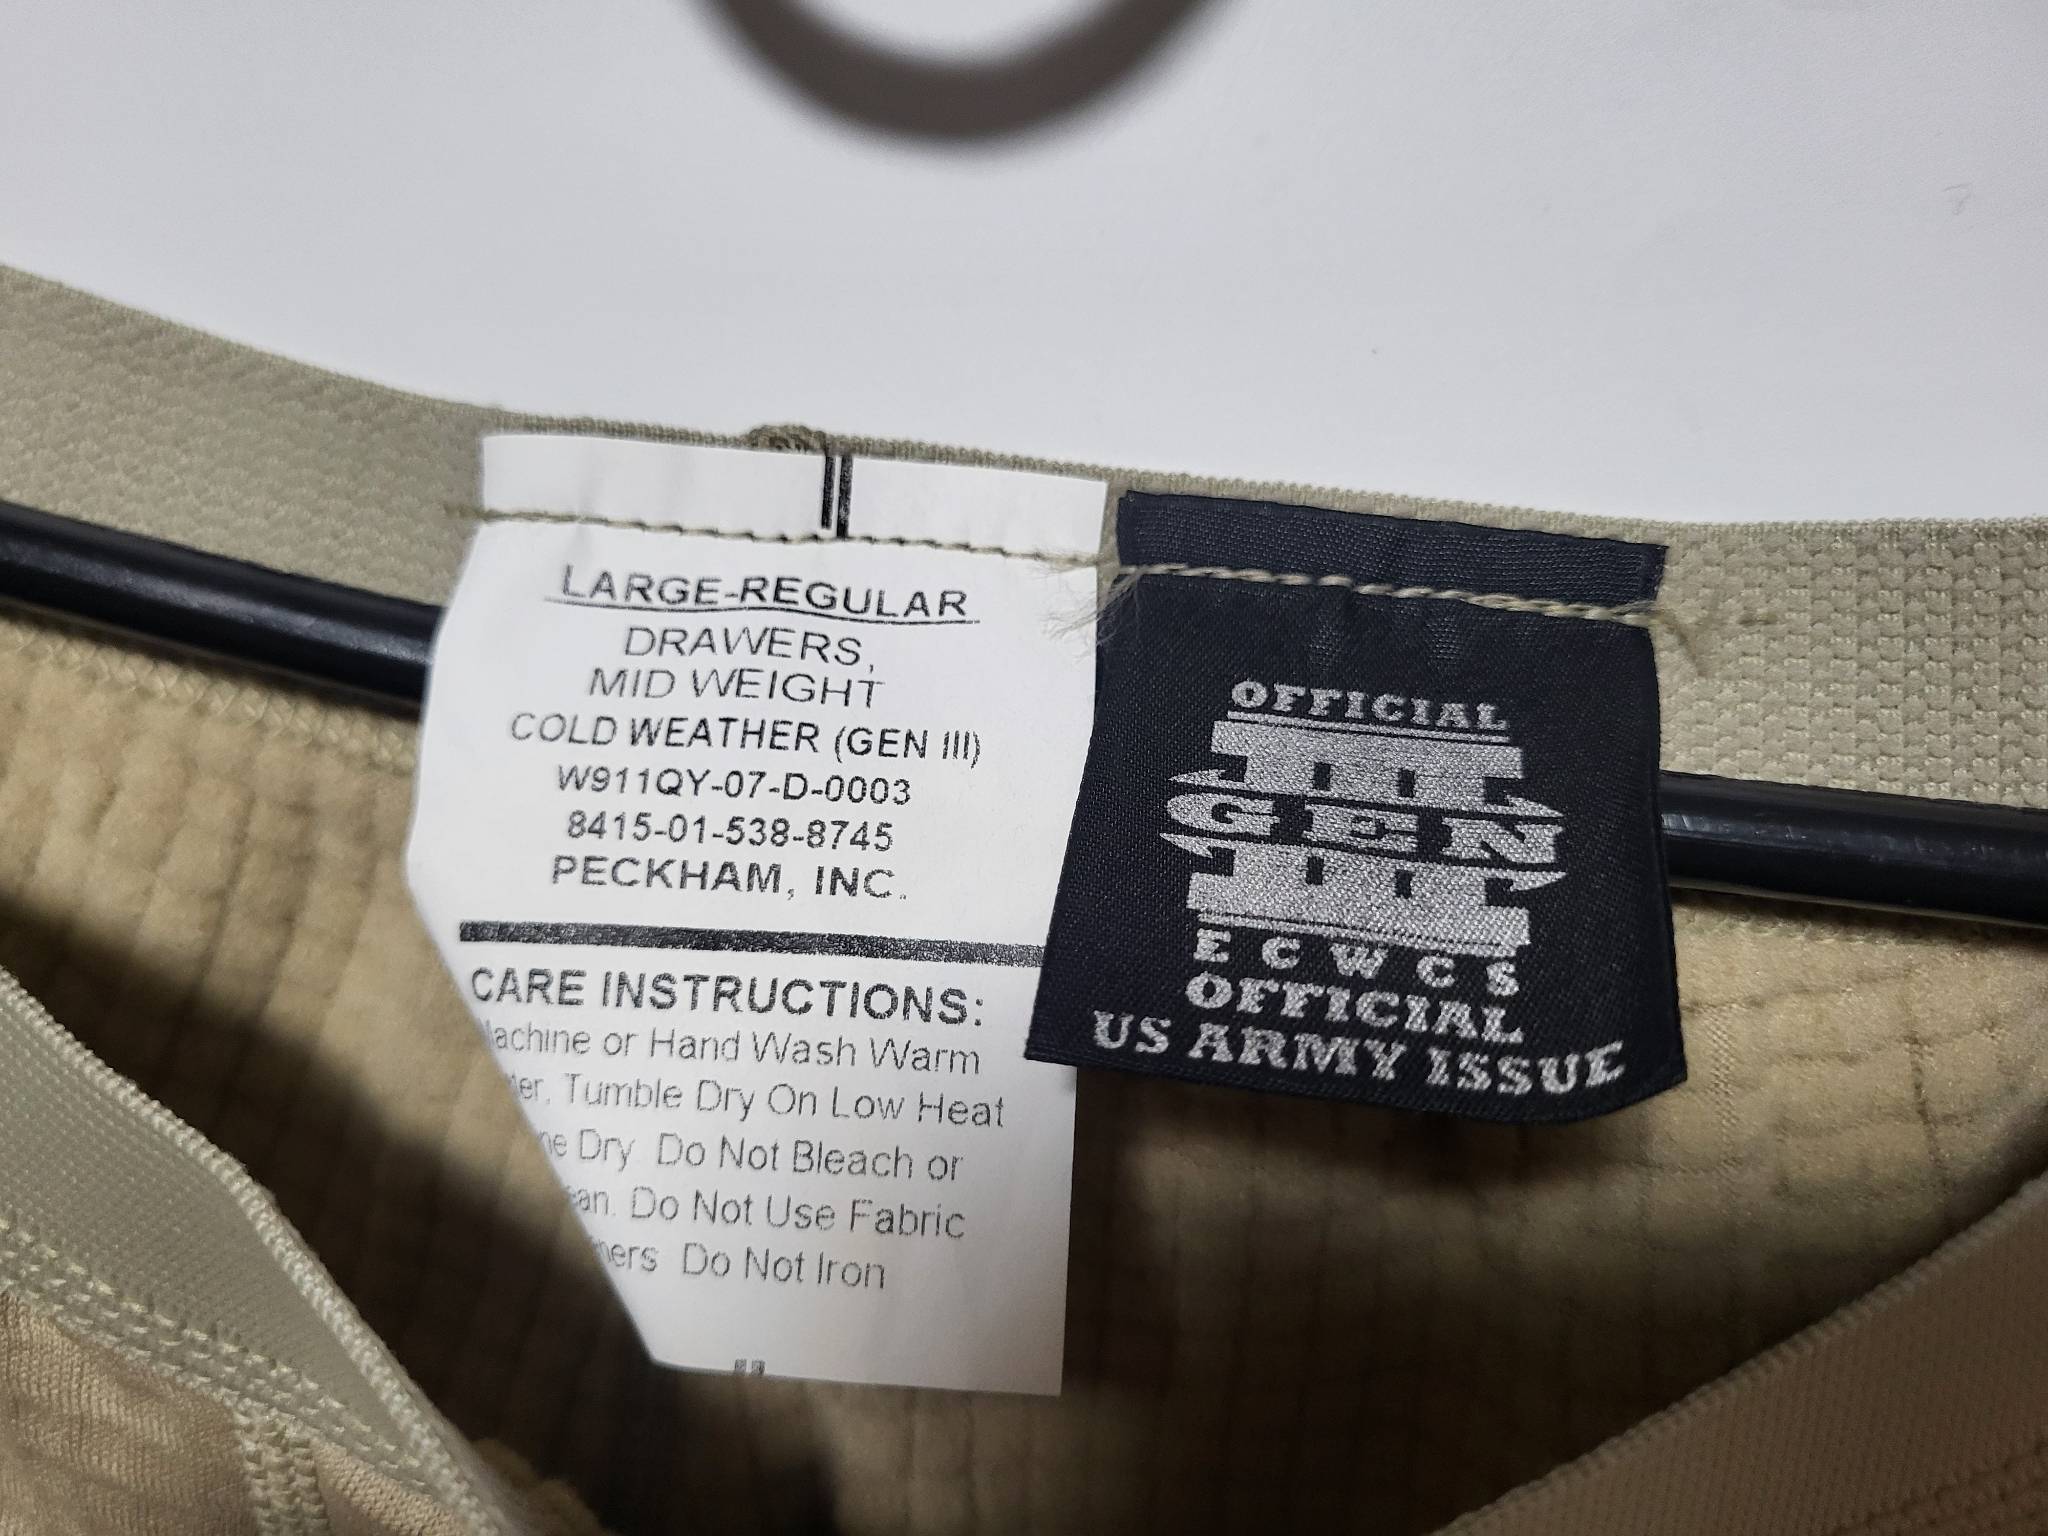 LARGE-REGULAR
DRAWERS,
MID WEIGHT
COLD WEATHER (GEN III)
W911QY-07-D-0003
8415-01-538-8745
PECKHAM, INC.
CARE INSTRUCTIONS:
or Hand Wash Warm
Tumble Dry On Low Heat
Dry Do Not Bleach or
Do Not Use Fabric
Do Not Iron
OFFICIAL
III
GEN
ECWCS
OFFICIAL
US ARMY ISSUE